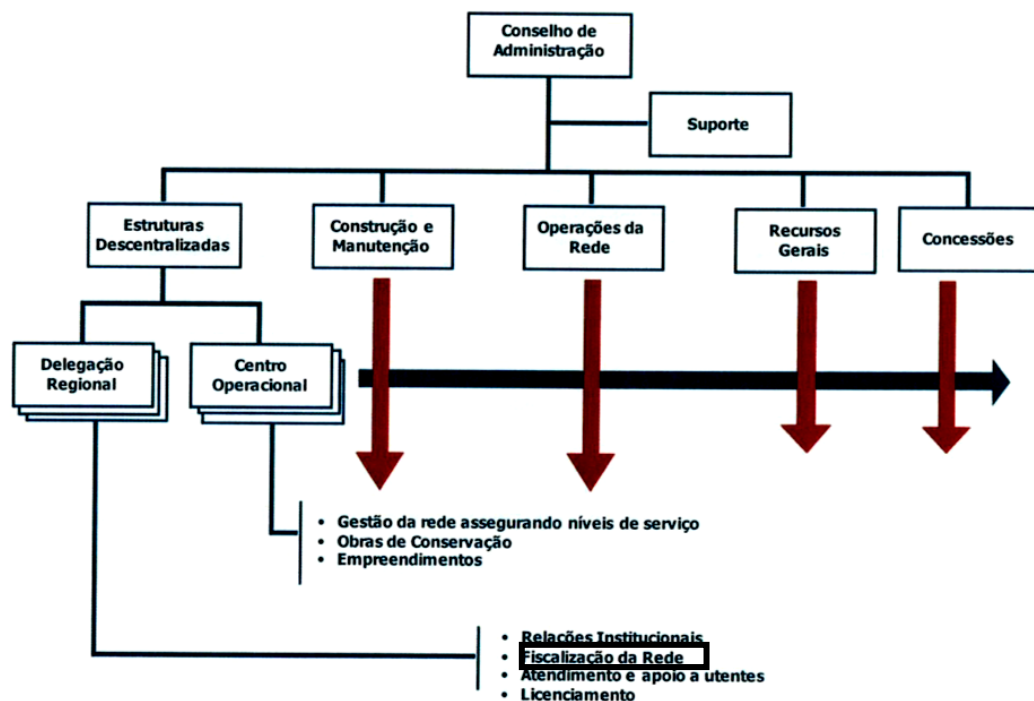 Conselho de
Administração
Suporte
Estruturas
Descentralizadas
Construção e
Manutenção
Operações da
Rede
Recursos
Gerais
Concessões
Delegação
Regional
Centro
Operacional
• Gestão da rede assegurando níveis de serviço
• Obras de Conservação
• Empreendimentos
• Relações Institucionais
• Fiscalização da Rede
• Atendimento e apoio a utentes
• Licenciamento